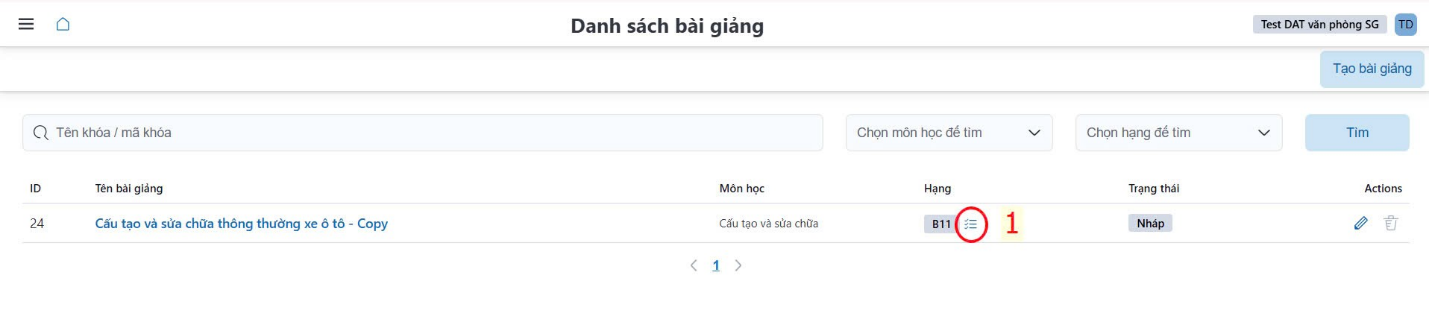 Danh sách bài giảng
Test DAT văn phòng SG TD
Tạo bài giảng
Tên khóa / mã khóa Chọn môn học để tìm Chọn hạng để tìm Tìm
ID Tên bài giảng Môn học Hạng Trạng thái Actions
24 Cấu tạo và sửa chữa thông thường xe ô tô - Copy Cấu tạo và sửa chữa B11 1 Nháp
1